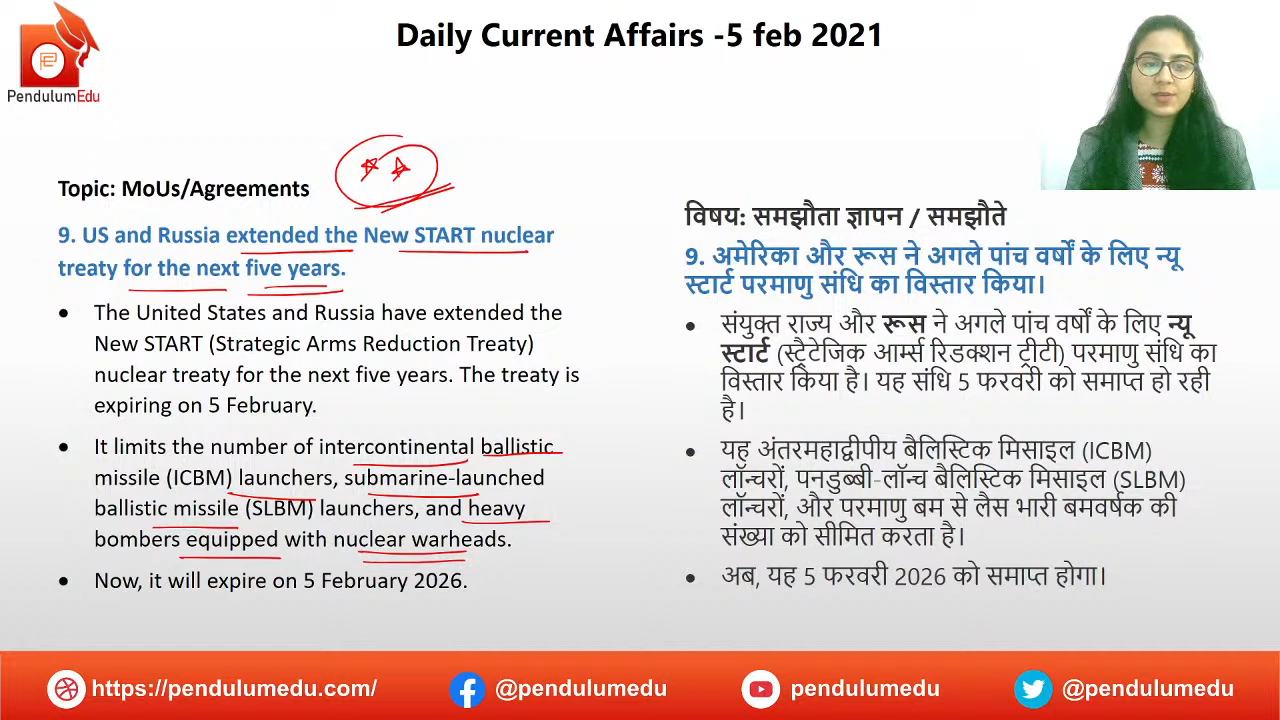 Daily Current Affairs -5 feb 2021
PendulumEdu
Topic: MoUs/Agreements
9. US and Russia extended the New START nuclear
treaty for the next five years.
• The United States and Russia have extended the
New START (Strategic Arms Reduction Treaty)
nuclear treaty for the next five years. The treaty is
expiring on 5 February.
• It limits the number of intercontinental ballistic
missile (ICBM) launchers, submarine-launched
ballistic missile (SLBM) launchers, and heavy
bombers equipped with nuclear warheads.
• Now, it will expire on 5 February 2026.
विषय: समझौता ज्ञापन / समझौते
9. अमेरिका और रूस ने अगले पांच वर्षों के लिए न्यू
स्टार्ट परमाणु संधि का विस्तार किया।
• संयुक्त राज्य और रूस ने अगले पांच वर्षों के लिए न्यू
स्टार्ट (स्ट्रैटेजिक आर्म्स रिडक्शन ट्रीटी) परमाणु संधि का
विस्तार किया है। यह संधि 5 फरवरी को समाप्त हो रही
है।
• यह अंतरमहाद्वीपीय बैलिस्टिक मिसाइल (ICBM)
लॉन्चरों, पनडुब्बी-लॉन्च बैलिस्टिक मिसाइल (SLBM)
लॉन्चरों, और परमाणु बम से लैस भारी बमवर्षक की
संख्या को सीमित करता है।
• अब, यह 5 फरवरी 2026 को समाप्त होगा।
https://pendulumedu.com/
@pendulumedu
pendulumedu
@pendulumedu